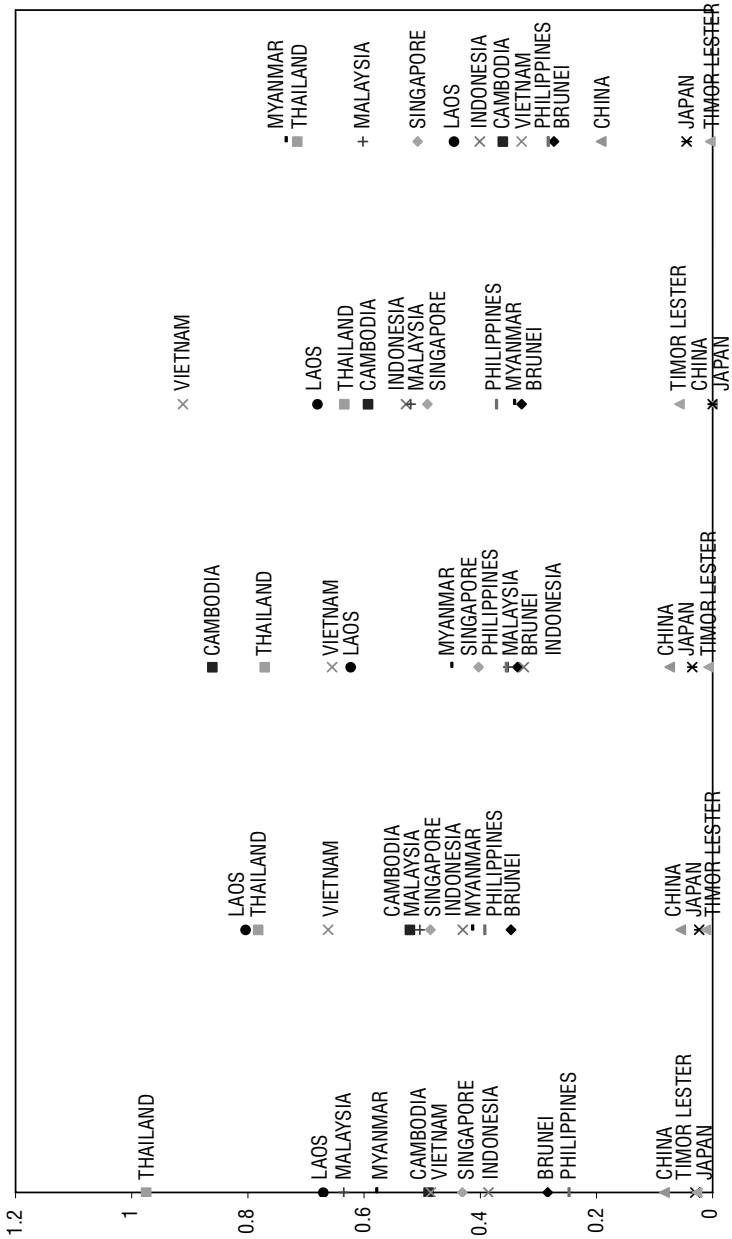 1.2
1
0.8
0.6
0.4
0.2
0
THAILAND
LAOS
MALAYSIA
MYANMAR
CAMBODIA
VIETNAM
SINGAPORE
INDONESIA
BRUNEI
PHILIPPINES
CHINA
TIMOR LESTER
JAPAN
LAOS
THAILAND
VIETNAM
CAMBODIA
MALAYSIA
SINGAPORE
INDONESIA
MYANMAR
PHILIPPINES
BRUNEI
CHINA
JAPAN
TIMOR LESTER
CAMBODIA
THAILAND
VIETNAM
LAOS
MYANMAR
SINGAPORE
PHILIPPINES
MALAYSIA
BRUNEI
INDONESIA
CHINA
JAPAN
TIMOR LESTER
VIETNAM
LAOS
THAILAND
CAMBODIA
INDONESIA
MALAYSIA
SINGAPORE
PHILIPPINES
MYANMAR
BRUNEI
TIMOR LESTER
CHINA
JAPAN
MYANMAR
THAILAND
MALAYSIA
SINGAPORE
LAOS
INDONESIA
CAMBODIA
VIETNAM
PHILIPPINES
BRUNEI
CHINA
JAPAN
TIMOR LESTER